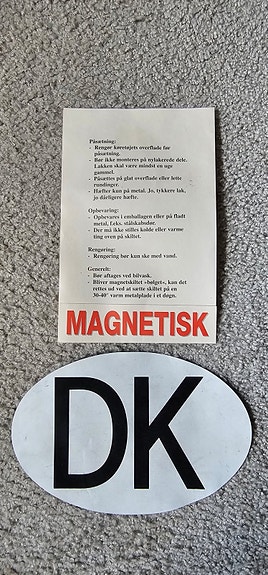 Påsætning:
- Rengør køretøjets overflade før
påsætning.
- Bør ikke monteres på nylakerede dele.
Lakken skal være mindst en uge
gammel.
- Påsættes på glat overflade eller lette
rundinger.
- Hæfter kun på metal. Jo, tykkere lak,
jo dårligere hæfte.
Opbevaring:
- Opbevares i emballagen eller på fladt
metal, f.eks. stålskabsdør.
- Der må ikke stilles kolde eller varme
ting oven på skiltet.
Rengøring:
- Rengøring bør kun ske med vand.
Generelt:
- Bør aftages ved bilvask.
- Bliver magnetskiltet »bølget«, kan det
rettes ud ved at sætte skiltet på en
30-40° varm metalplade i et døgn.
MAGNETISK
DK